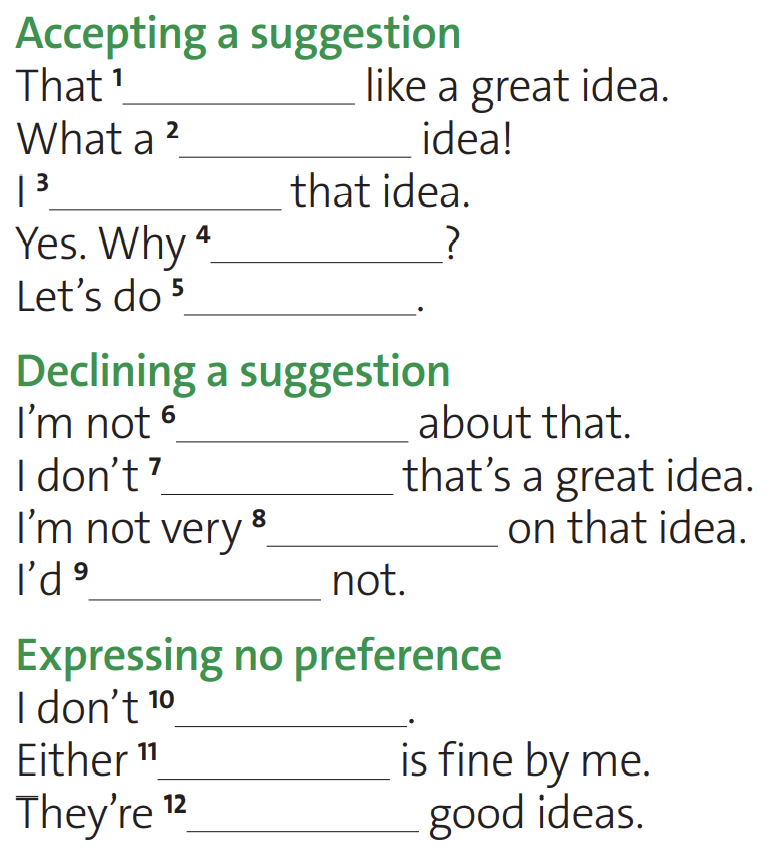 Accepting a suggestion
That 1__________ like a great idea.
What a 2__________ idea!
I 3__________ that idea.
Yes. Why 4__________?
Let's do 5__________.
Declining a suggestion
I'm not 6__________ about that.
I don't 7__________ that's a great idea.
I'm not very 8__________ on that idea.
I'd 9__________ not.
Expressing no preference
I don't 10__________.
Either 11__________ is fine by me.
They're 12__________ good ideas.